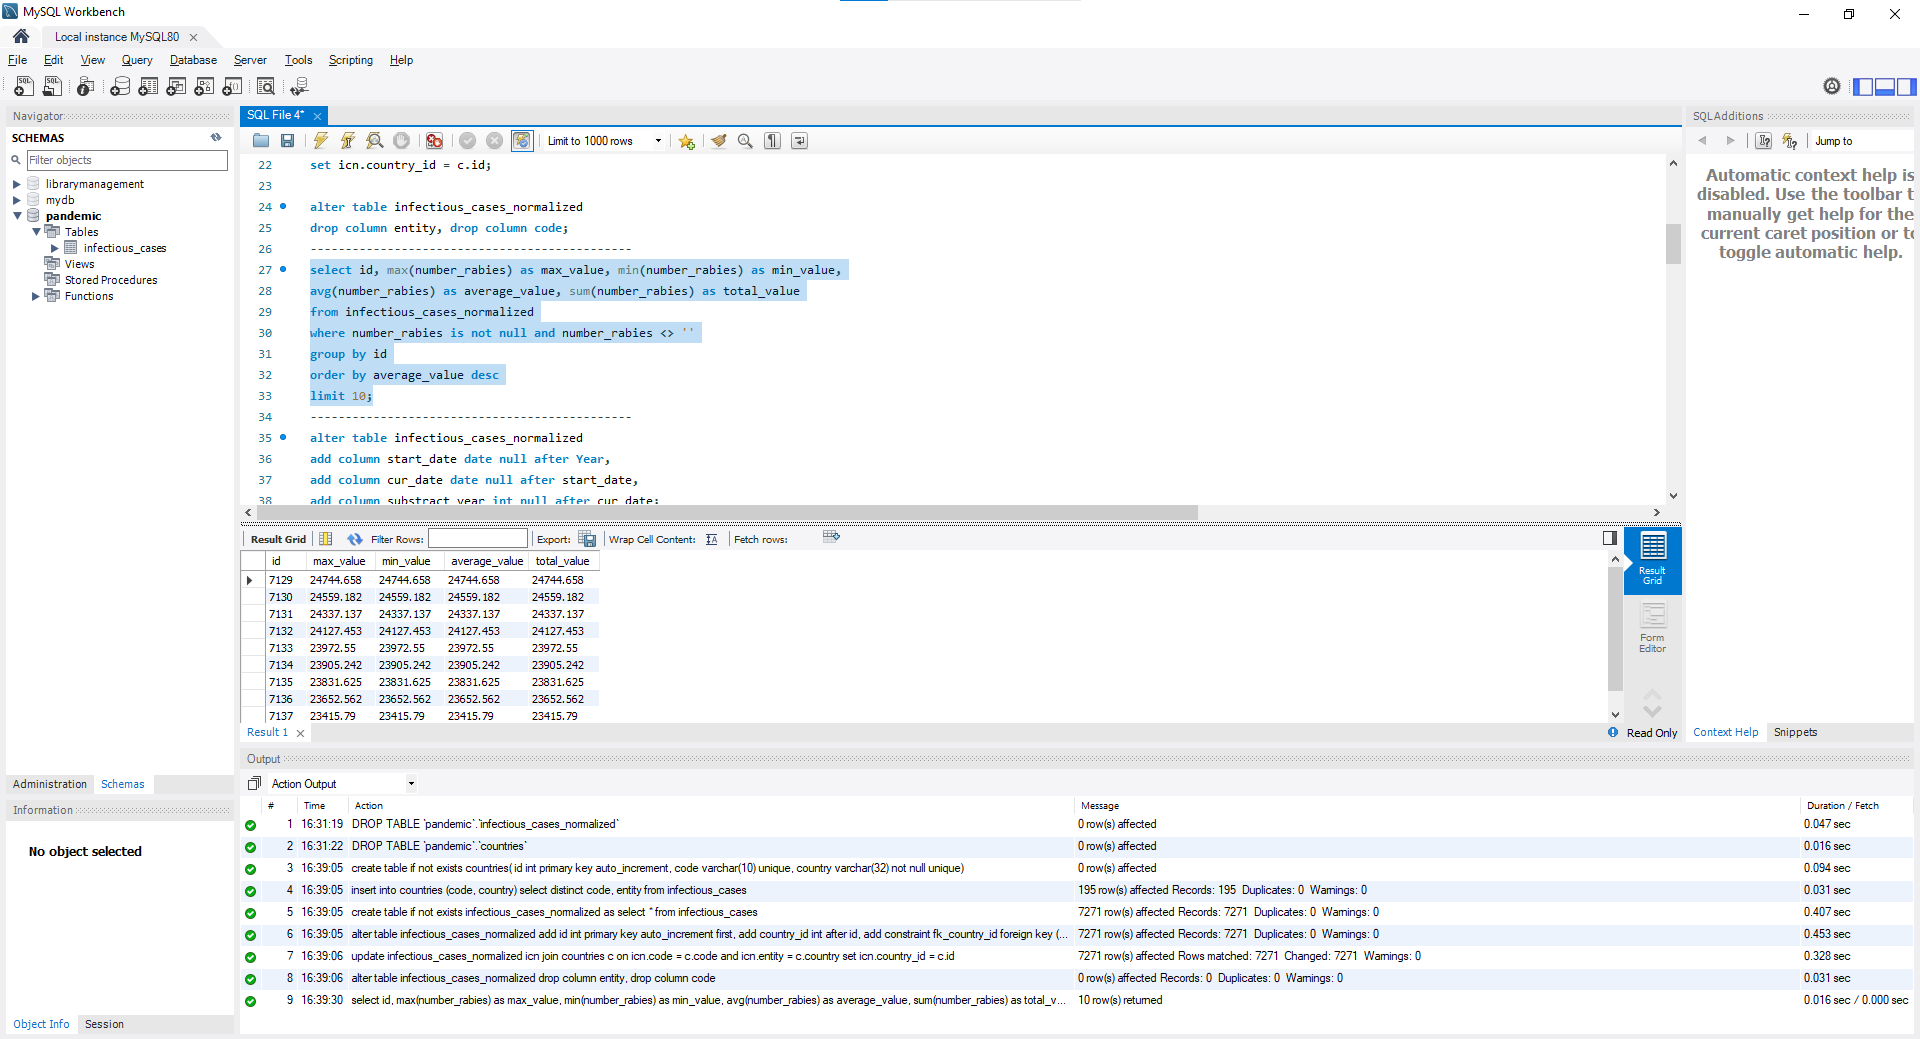 MySQL Workbench
Local instance MySQL80
File Edit View Query Database Server Tools Scripting Help
Navigator
SCHEMAS
Filter objects
librarymanagement
mydb
pandemic
Tables
infectious_cases
Views
Stored Procedures
Functions
Administration Schemas
Information
No object selected
Object Info Session
SQL File 4*
Limit to 1000 rows
22 set icn.country_id = c.id;
23
24 alter table infectious_cases_normalized
25 drop column entity, drop column code;
26 ----------------------------------------------
27 select id, max(number_rabies) as max_value, min(number_rabies) as min_value,
28 avg(number_rabies) as average_value, sum(number_rabies) as total_value
29 from infectious_cases_normalized
30 where number_rabies is not null and number_rabies <> ''
31 group by id
32 order by average_value desc
33 limit 10;
34 ----------------------------------------------
35 alter table infectious_cases_normalized
36 add column start_date date null after Year,
37 add column cur_date date null after start_date,
38 add column substract_year int null after cur_date;
Result Grid Filter Rows: Export: Wrap Cell Content: Fetch rows:
id max_value min_value average_value total_value
7129 24744.658 24744.658 24744.658 24744.658
7130 24559.182 24559.182 24559.182 24559.182
7131 24337.137 24337.137 24337.137 24337.137
7132 24127.453 24127.453 24127.453 24127.453
7133 23972.55 23972.55 23972.55 23972.55
7134 23905.242 23905.242 23905.242 23905.242
7135 23831.625 23831.625 23831.625 23831.625
7136 23652.562 23652.562 23652.562 23652.562
7137 23415.79 23415.79 23415.79 23415.79
Result Grid
Form Editor
Result 1
Read Only
SQLAdditions
Jump to
Automatic context help is
disabled. Use the toolbar t
manually get help for the
current caret position or to
toggle automatic help.
Context Help Snippets
Output
Action Output
# Time Action Message Duration / Fetch
1 16:31:19 DROP TABLE `pandemic`.`infectious_cases_normalized` 0 row(s) affected 0.047 sec
2 16:31:22 DROP TABLE `pandemic`.`countries` 0 row(s) affected 0.016 sec
3 16:39:05 create table if not exists countries( id int primary key auto_increment, code varchar(10) unique, country varchar(32) not null unique) 0 row(s) affected 0.094 sec
4 16:39:05 insert into countries (code, country) select distinct code, entity from infectious_cases 195 row(s) affected Records: 195 Duplicates: 0 Warnings: 0 0.031 sec
5 16:39:05 create table if not exists infectious_cases_normalized as select * from infectious_cases 7271 row(s) affected Records: 7271 Duplicates: 0 Warnings: 0 0.407 sec
6 16:39:05 alter table infectious_cases_normalized add id int primary key auto_increment first, add country_id int after id, add constraint fk_country_id foreign key (... 7271 row(s) affected Records: 7271 Duplicates: 0 Warnings: 0 0.453 sec
7 16:39:06 update infectious_cases_normalized icn join countries c on icn.code = c.code and icn.entity = c.country set icn.country_id = c.id 7271 row(s) affected Rows matched: 7271 Changed: 7271 Warnings: 0 0.328 sec
8 16:39:06 alter table infectious_cases_normalized drop column entity, drop column code 0 row(s) affected Records: 0 Duplicates: 0 Warnings: 0 0.031 sec
9 16:39:30 select id, max(number_rabies) as max_value, min(number_rabies) as min_value, avg(number_rabies) as average_value, sum(number_rabies) as total_v... 10 row(s) returned 0.016 sec / 0.000 sec